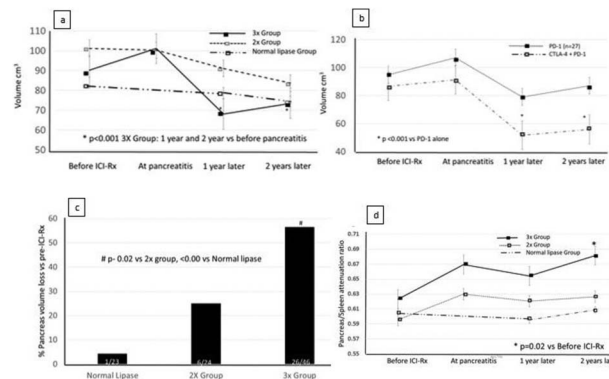 a
110
100
90
80
70
60
50
Volume cm³
3x Group
2x Group
Normal lipase Group
* p<0.001 3X Group: 1 year and 2 year vs before pancreatitis
*
*
Before ICI-Rx At pancreatitis 1 year later 2 years later
b
120
100
80
60
40
Volume cm³
PD-1 (n=27)
CTLA-4 + PD-1
* p <0.001 vs PD-1 alone
*
*
Before ICI-Rx At pancreatitis 1 year later 2 years later
c
60
50
40
30
20
10
0
% Pancreas volume loss vs pre-ICI-Rx
# p- 0.02 vs 2x group, <0.00 vs Normal lipase
#
1/23 6/24 26/46
Normal Lipase 2X Group 3x Group
d
0.71
0.69
0.67
0.65
0.63
0.61
0.59
0.57
0.55
Pancreas/Spleen attenuation ratio
3x Group
2x Group
Normal lipase Group
*
* p=0.02 vs Before ICI-Rx
Before ICI-Rx At pancreatitis 1 year later 2 years later